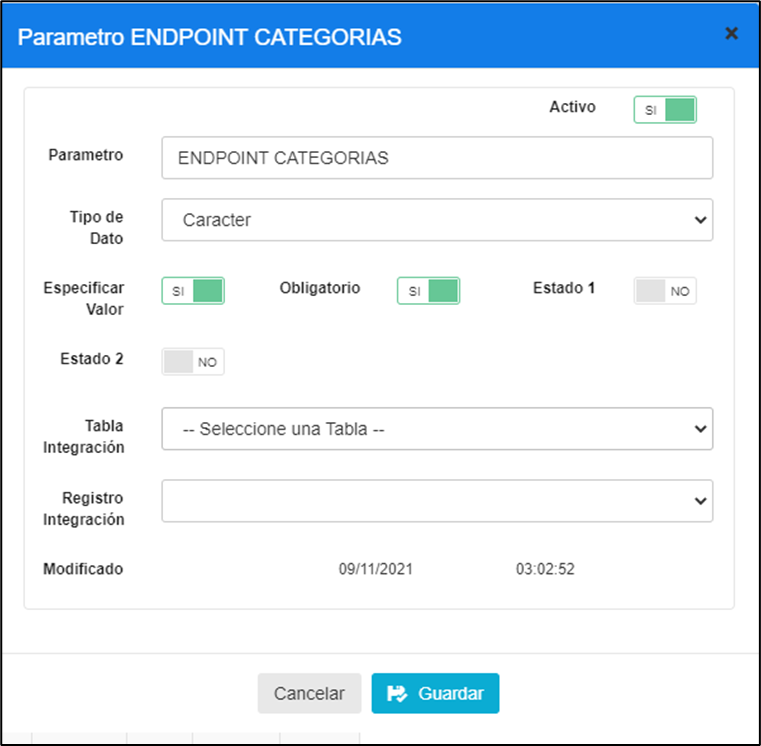 Parametro ENDPOINT CATEGORIAS ×
Activo SI
Parametro ENDPOINT CATEGORIAS
Tipo de
Dato
Caracter
Especificar
Valor
SI Obligatorio SI Estado 1 NO
Estado 2 NO
Tabla
Integración
-- Seleccione una Tabla --
Registro
Integración
Modificado 09/11/2021 03:02:52
Cancelar Guardar